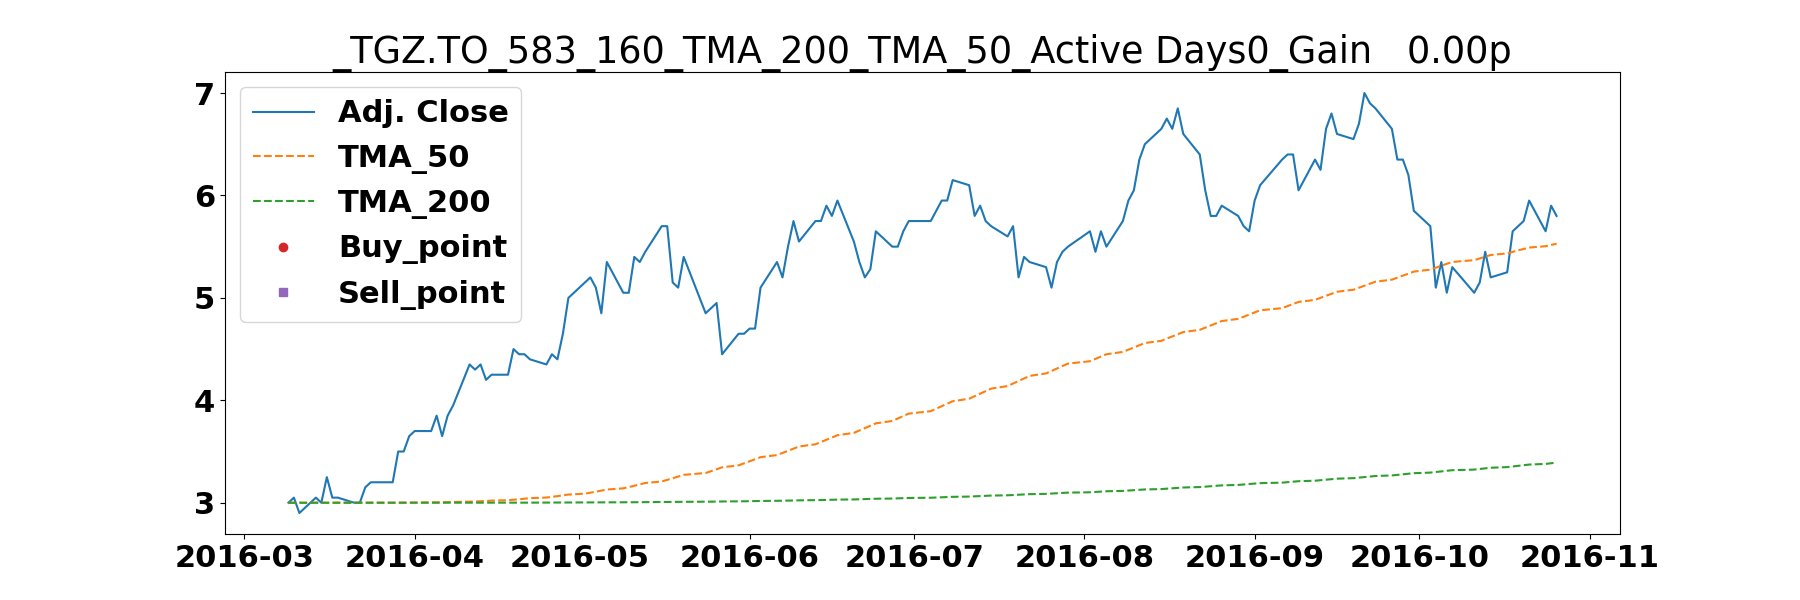 _TGZ.TO_583_160_TMA_200_TMA_50_Active Days0_Gain   0.00p
7
6
5
4
3
Adj. Close
TMA_50
TMA_200
Buy_point
Sell_point
2016-03 2016-04 2016-05 2016-06 2016-07 2016-08 2016-09 2016-10 2016-11